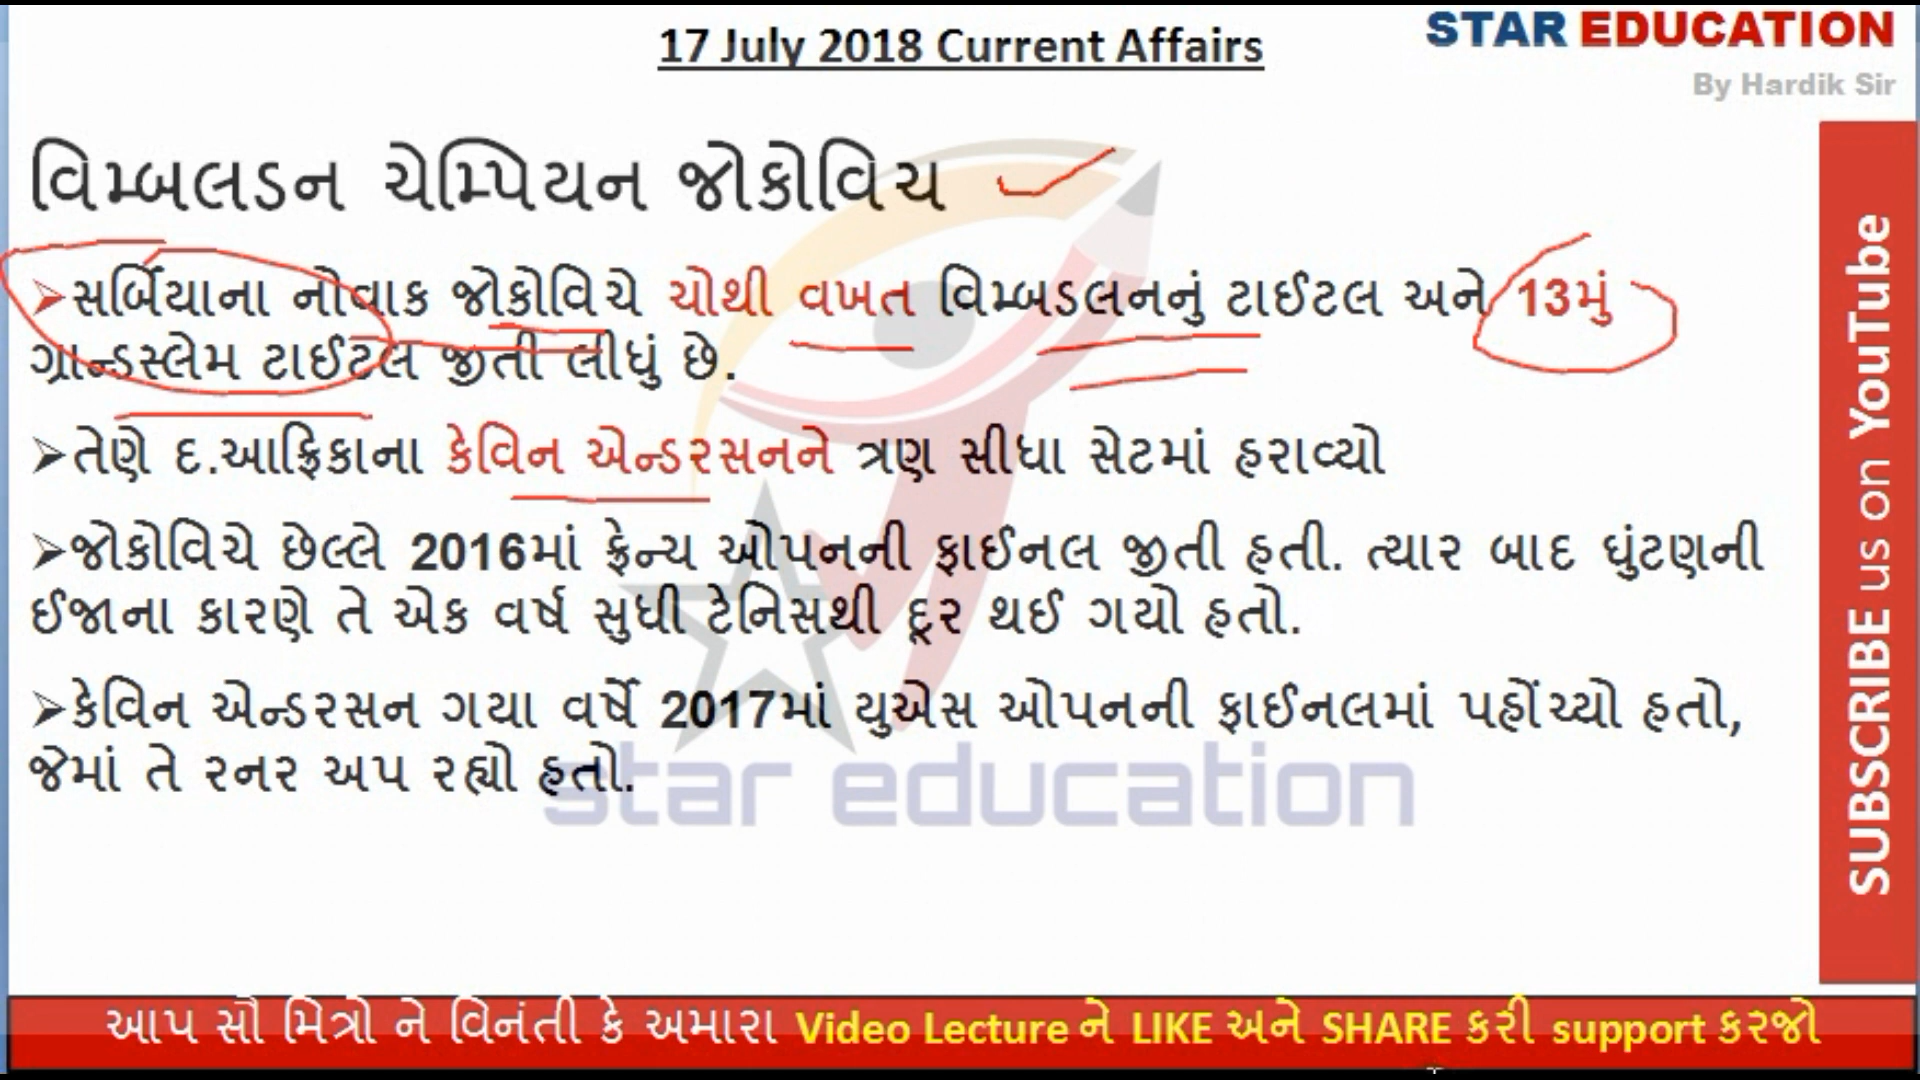 17 July 2018 Current Affairs
STAR EDUCATION
By Hardik Sir
વિમ્બલડન ચેમ્પિયન જોકોવિચ
➤સર્બિયાના નોવાક જોકોવિચે ચોથી વખત વિમ્બડલનનું ટાઈટલ અને 13મું
ગ્રાન્ડસ્લેમ ટાઈટલ જીતી લીધું છે.
➤તેણે દ.આફ્રિકાના કેવિન એન્ડરસનને ત્રણ સીધા સેટમાં હરાવ્યો
➤જોકોવિચે છેલ્લે 2016માં ફ્રેન્ચ ઓપનની ફાઈનલ જીતી હતી. ત્યાર બાદ ઘુંટણની
ઈજાના કારણે તે એક વર્ષ સુધી ટેનિસથી દૂર થઈ ગયો હતો.
➤કેવિન એન્ડરસન ગયા વર્ષે 2017માં યુએસ ઓપનની ફાઈનલમાં પહોંચ્યો હતો,
જેમાં તે રનર અપ રહ્યો હતો.
star education
SUBSCRIBE us on YouTube
આપ સૌ મિત્રો ને વિનંતી કે અમારા Video Lecture ને LIKE અને SHARE કરી support કરજો